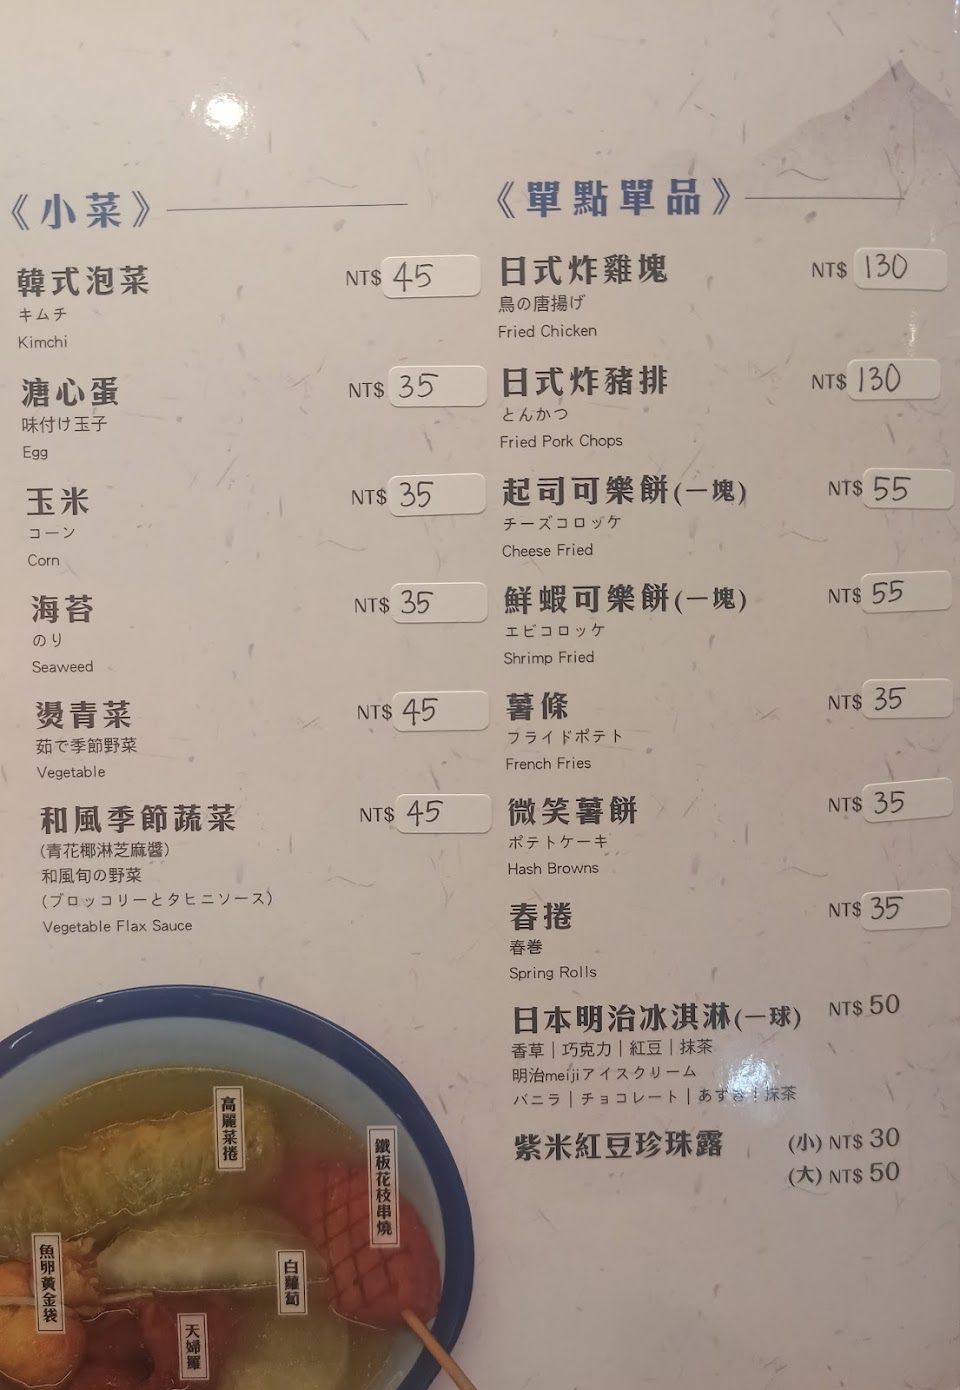 《小菜》
韓式泡菜 NT$ 45
キムチ
Kimchi
溏心蛋 NT$ 35
味付け玉子
Egg
玉米 NT$ 35
コーン
Corn
海苔 NT$ 35
のり
Seaweed
燙青菜 NT$ 45
茹で季節野菜
Vegetable
和風季節蔬菜 NT$ 45
(青花椰淋芝麻醬)
和風旬の野菜
(ブロッコリーとタヒニソース)
Vegetable Flax Sauce
《單點單品》
日式炸雞塊 NT$ 130
鳥の唐揚げ
Fried Chicken
日式炸豬排 NT$ 130
とんかつ
Fried Pork Chops
起司可樂餅(一塊) NT$ 55
チーズコロッケ
Cheese Fried
鮮蝦可樂餅(一塊) NT$ 55
エビコロッケ
Shrimp Fried
薯條 NT$ 35
フライドポテト
French Fries
微笑薯餅 NT$ 35
ポテトケーキ
Hash Browns
春捲 NT$ 35
春巻
Spring Rolls
日本明治冰淇淋(一球) NT$ 50
香草｜巧克力｜紅豆｜抹茶
明治meijiアイスクリーム
バニラ｜チョコレート｜あずき｜抹茶
紫米紅豆珍珠露 (小) NT$ 30
(大) NT$ 50
高麗菜捲
鐵板花枝串燒
魚卵黃金袋
白蘿蔔
天婦羅